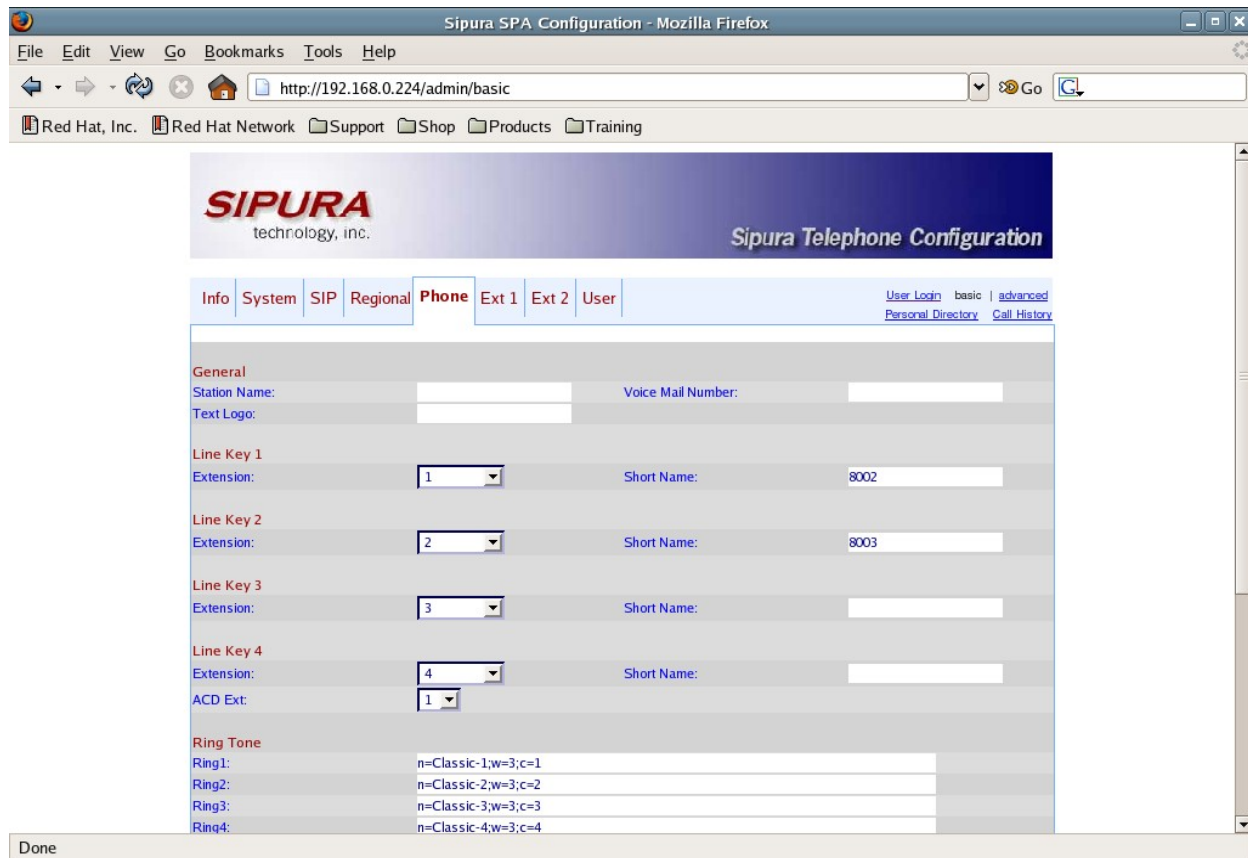 Sipura SPA Configuration - Mozilla Firefox
File Edit View Go Bookmarks Tools Help
http://192.168.0.224/admin/basic Go G
Red Hat, Inc. Red Hat Network Support Shop Products Training
SIPURA
technology, inc.
Sipura Telephone Configuration
Info System SIP Regional Phone Ext 1 Ext 2 User
User Login basic | advanced
Personal Directory Call History
General
Station Name: Voice Mail Number:
Text Logo:
Line Key 1
Extension: 1 Short Name: 8002
Line Key 2
Extension: 2 Short Name: 8003
Line Key 3
Extension: 3 Short Name:
Line Key 4
Extension: 4 Short Name:
ACD Ext: 1
Ring Tone
Ring1: n=Classic-1;w=3;c=1
Ring2: n=Classic-2;w=3;c=2
Ring3: n=Classic-3;w=3;c=3
Ring4: n=Classic-4;w=3;c=4
Done